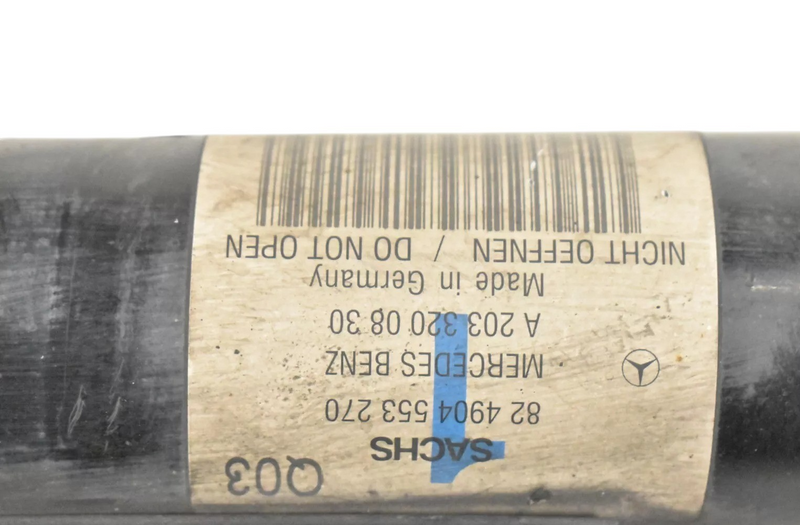 Q03
SACHS
1
82 4904 553 270
MERCEDES BENZ
A 203 320 08 30
Made in Germany
NICHT OEFFNEN / DO NOT OPEN